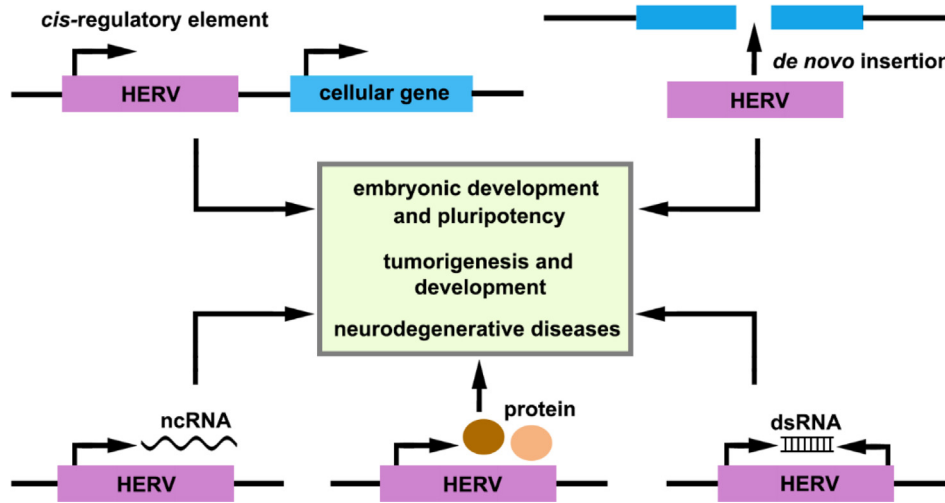 cis-regulatory element
HERV
cellular gene
de novo insertion
HERV
embryonic development
and pluripotency
tumorigenesis and
development
neurodegenerative diseases
ncRNA
HERV
protein
HERV
dsRNA
HERV